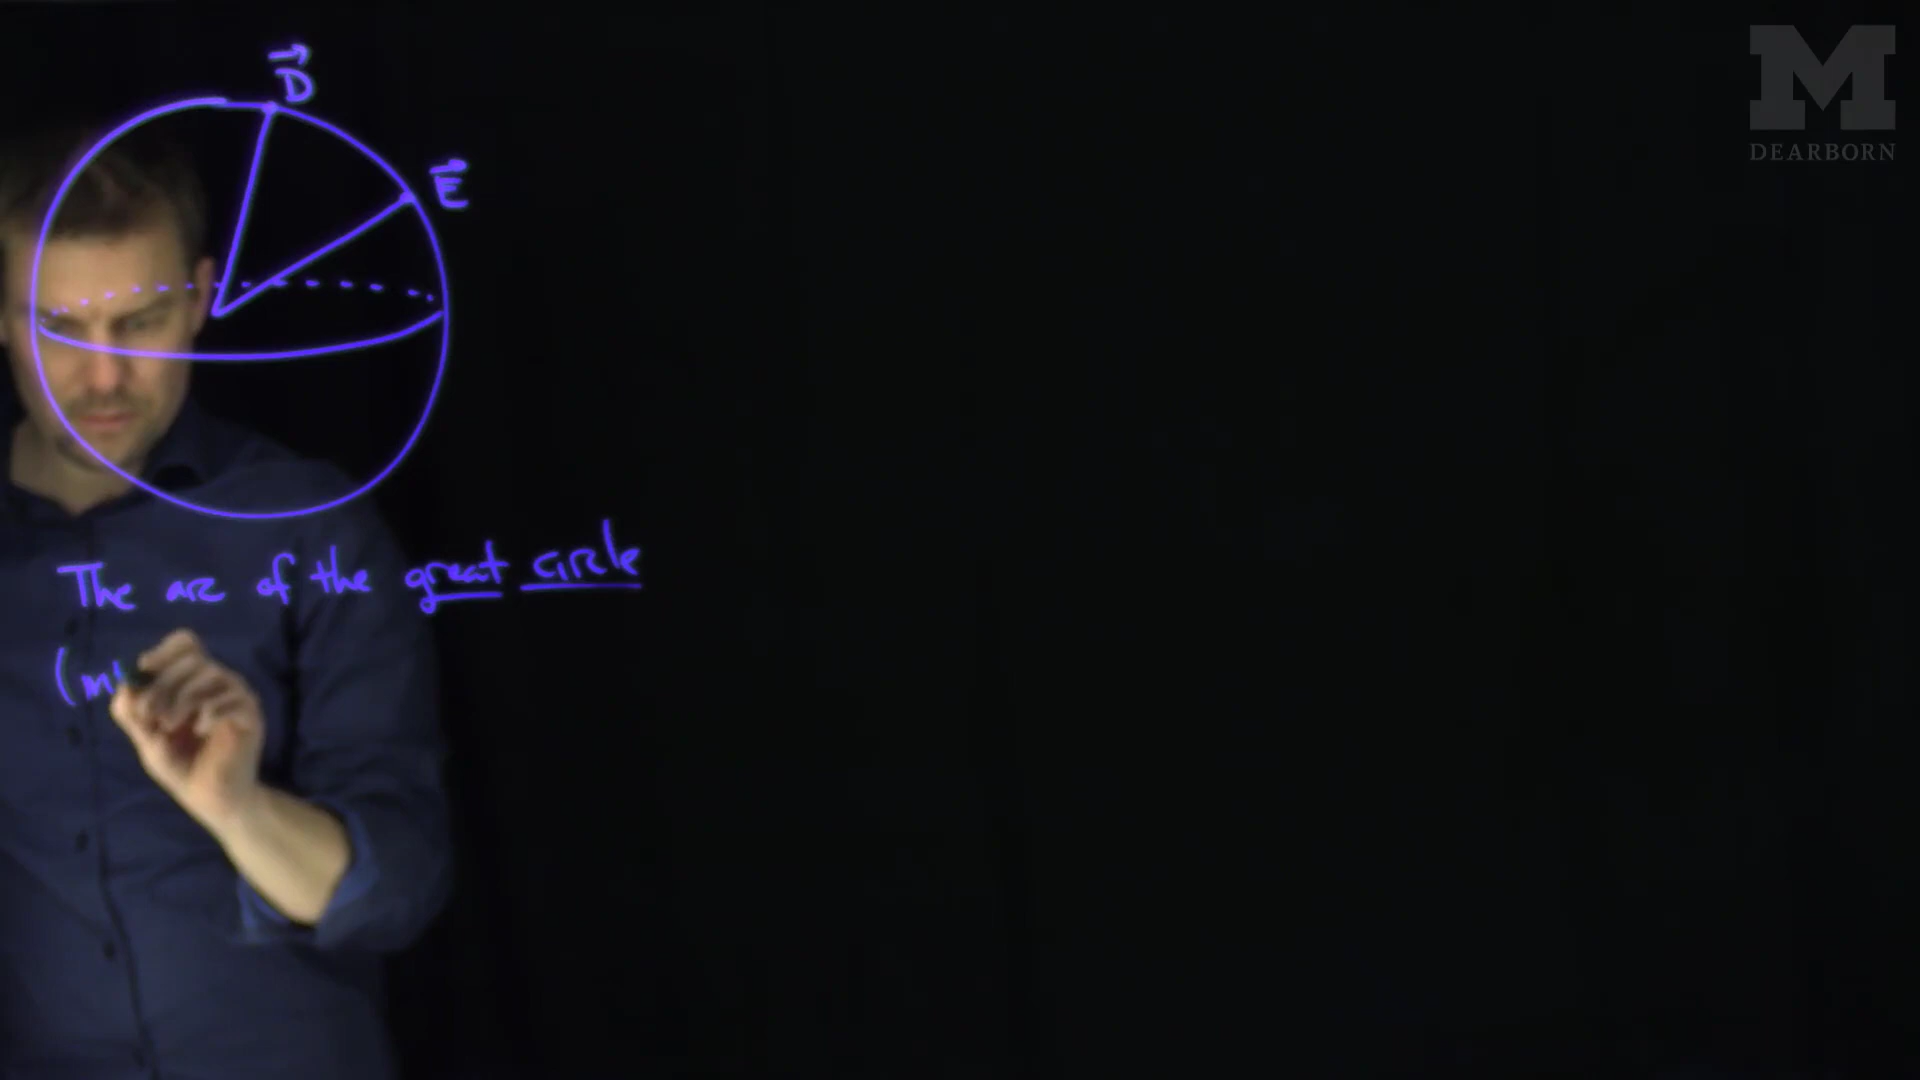 D
E
The arc of the great circle
(m
M
DEARBORN